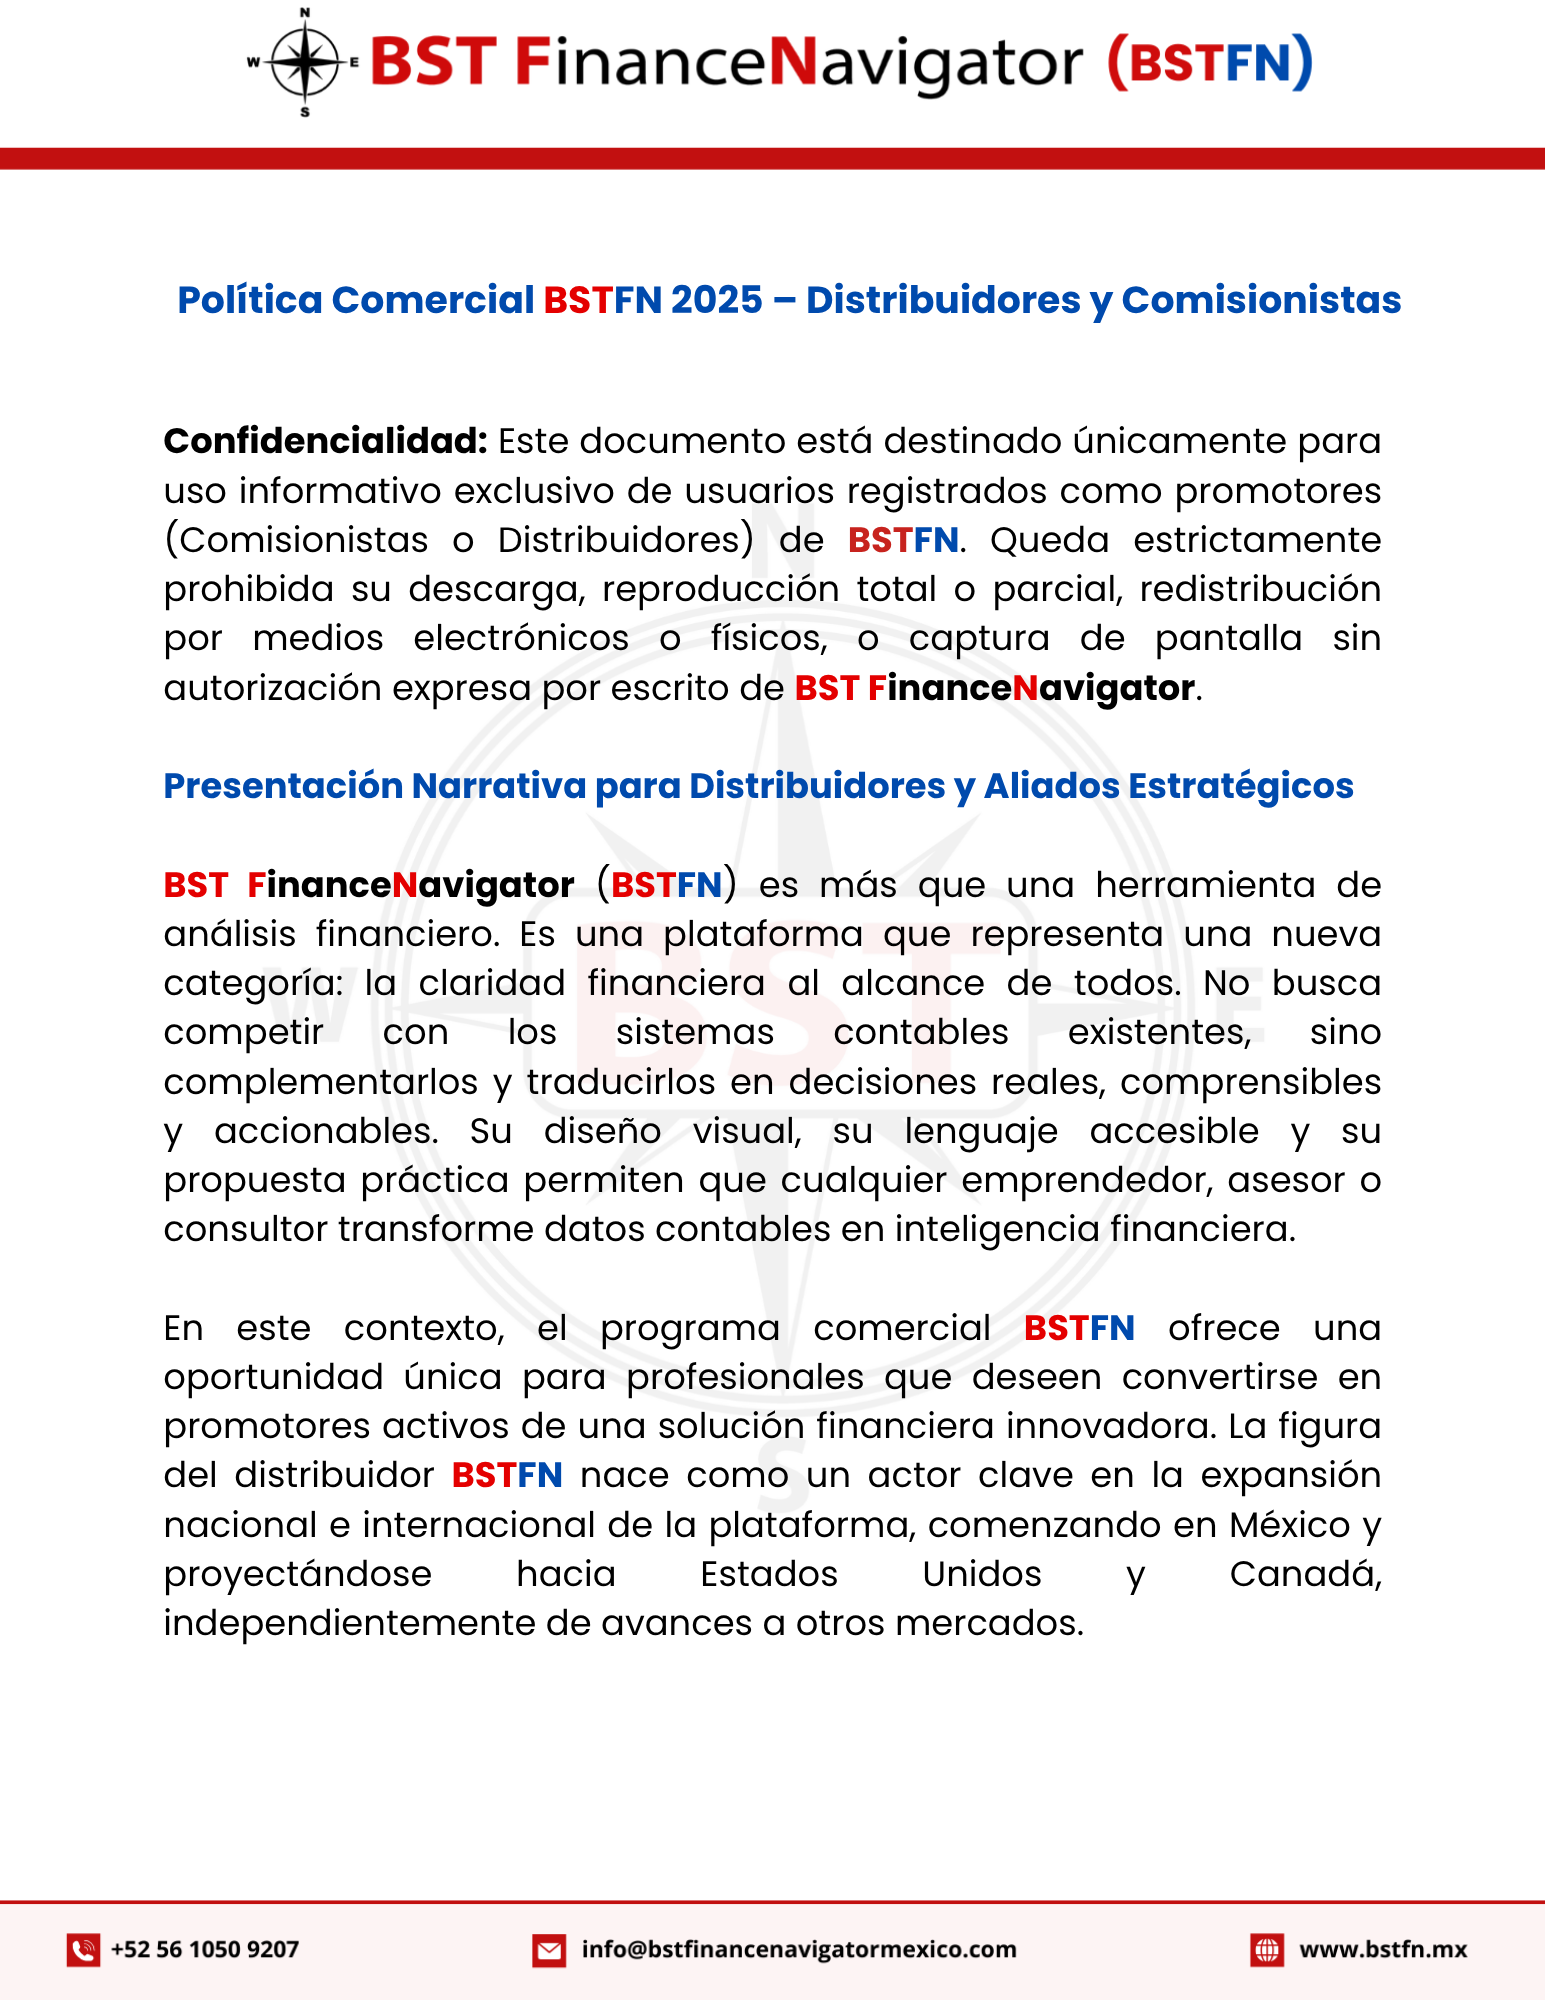 N
W E BST FinanceNavigator (BSTFN)
S
Política Comercial BSTFN 2025 – Distribuidores y Comisionistas
Confidencialidad: Este documento está destinado únicamente para
uso informativo exclusivo de usuarios registrados como promotores
(Comisionistas o Distribuidores) de BSTFN. Queda estrictamente
prohibida su descarga, reproducción total o parcial, redistribución
por medios electrónicos o físicos, o captura de pantalla sin
autorización expresa por escrito de BST FinanceNavigator.
Presentación Narrativa para Distribuidores y Aliados Estratégicos
BST FinanceNavigator (BSTFN) es más que una herramienta de
análisis financiero. Es una plataforma que representa una nueva
categoría: la claridad financiera al alcance de todos. No busca
competir con los sistemas contables existentes, sino
complementarlos y traducirlos en decisiones reales, comprensibles
y accionables. Su diseño visual, su lenguaje accesible y su
propuesta práctica permiten que cualquier emprendedor, asesor o
consultor transforme datos contables en inteligencia financiera.
En este contexto, el programa comercial BSTFN ofrece una
oportunidad única para profesionales que deseen convertirse en
promotores activos de una solución financiera innovadora. La figura
del distribuidor BSTFN nace como un actor clave en la expansión
nacional e internacional de la plataforma, comenzando en México y
proyectándose hacia Estados Unidos y Canadá,
independientemente de avances a otros mercados.
N
W BST E
S
+52 56 1050 9207 info@bstfinancenavigatormexico.com www.bstfn.mx